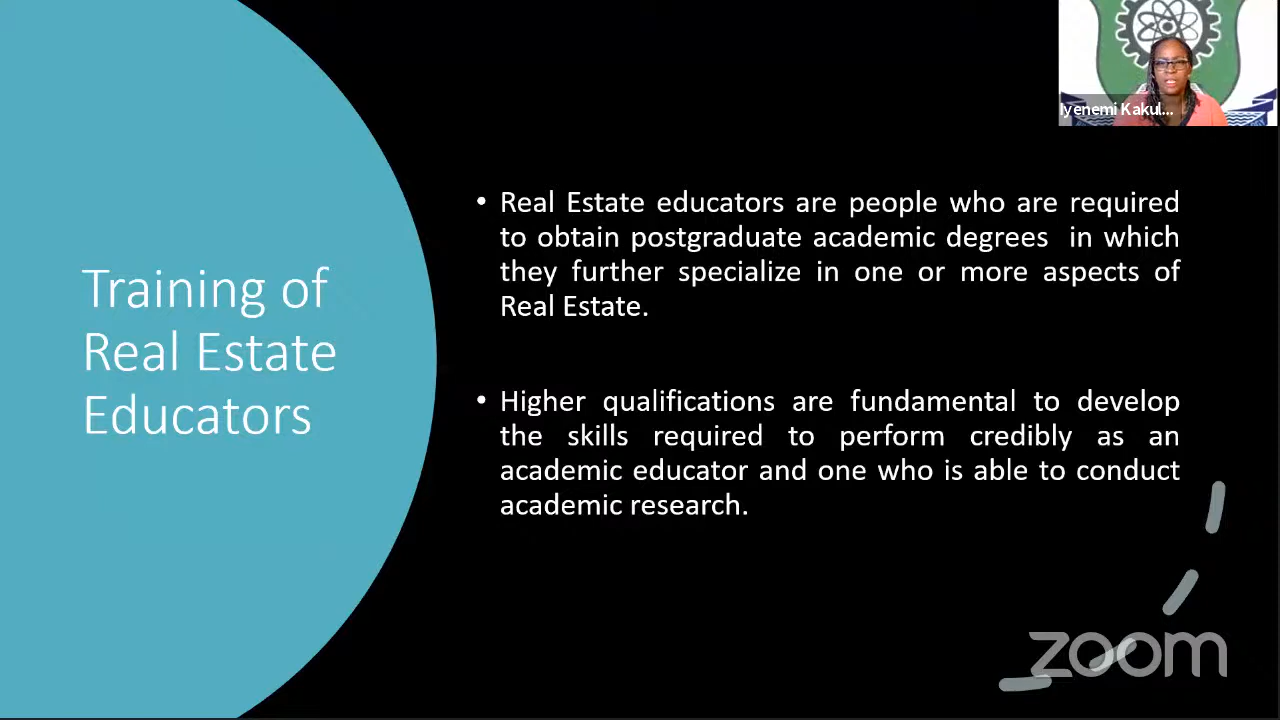 Iyenemi Kakul...
Training of
Real Estate
Educators
• Real Estate educators are people who are required
to obtain postgraduate academic degrees in which
they further specialize in one or more aspects of
Real Estate.
• Higher qualifications are fundamental to develop
the skills required to perform credibly as an
academic educator and one who is able to conduct
academic research.
zoom